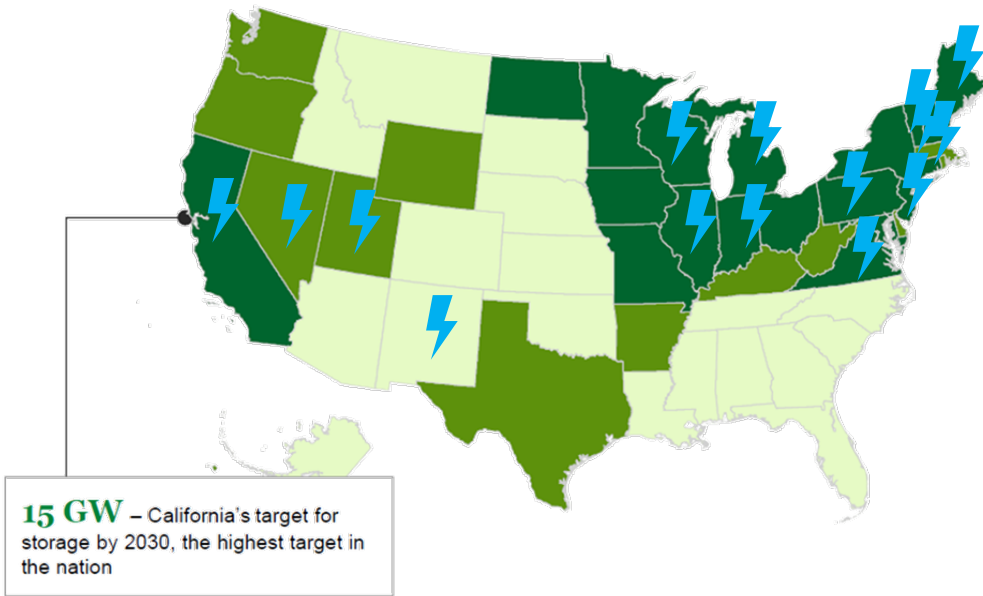 15 GW – California's target for
storage by 2030, the highest target in
the nation